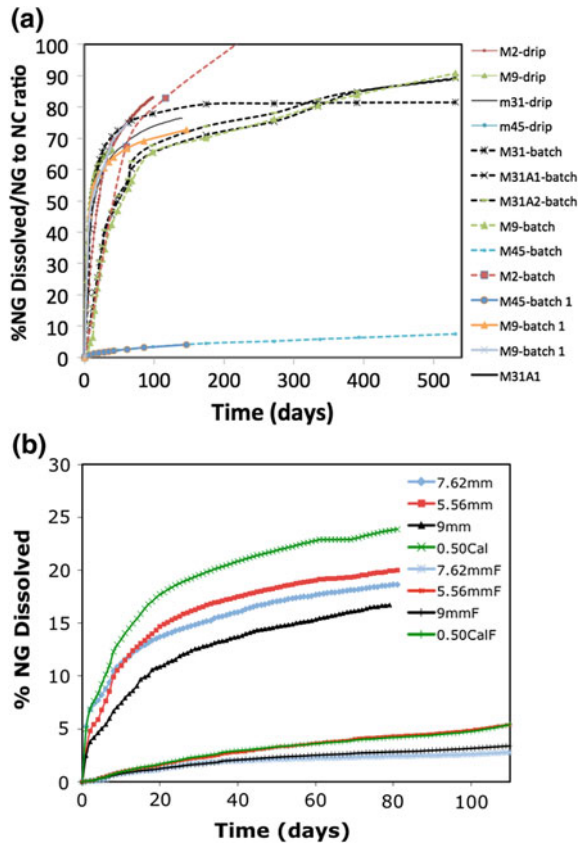 (a)
%NG Dissolved/NG to NC ratio
100
90
80
70
60
50
40
30
20
10
0
0
100
200
300
400
500
Time (days)
M2-drip
M9-drip
m31-drip
m45-drip
M31-batch
M31A1-batch
M31A2-batch
M9-batch
M45-batch
M2-batch
M45-batch 1
M9-batch 1
M9-batch 1
M31A1
(b)
% NG Dissolved
30
25
20
15
10
5
0
0
20
40
60
80
100
Time (days)
7.62mm
5.56mm
9mm
0.50Cal
7.62mmF
5.56mmF
9mmF
0.50CalF